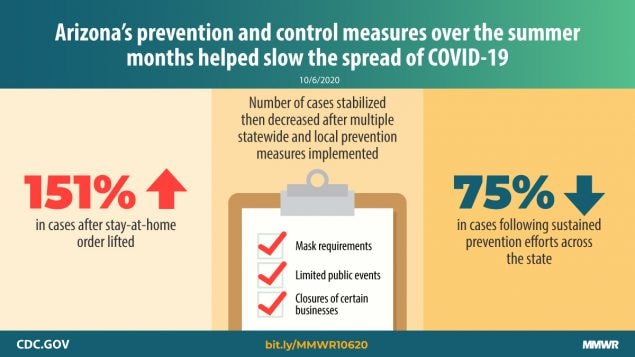 Arizona's prevention and control measures over the summer
months helped slow the spread of COVID-19
10/6/2020
151%
in cases after stay-at-home
order lifted
Number of cases stabilized
then decreased after multiple
statewide and local prevention
measures implemented
Mask requirements
Limited public events
Closures of certain
businesses
75%
in cases following sustained
prevention efforts across
the state
CDC.GOV
bit.ly/MMWR10620
MMWR